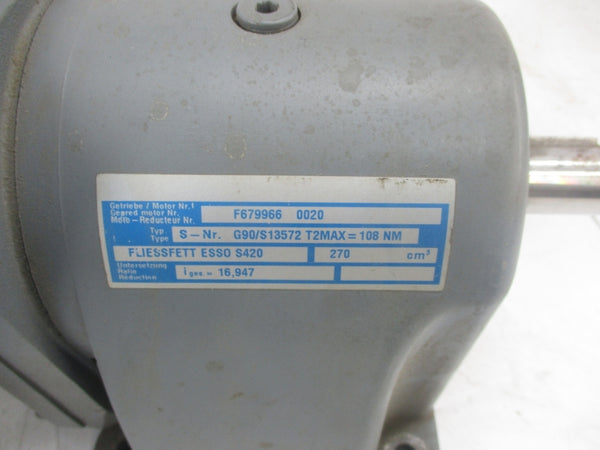 Getriebe / Motor Nr.
Geared motor Nr.
Moto – Reducteur Nr.
F679966 0020
Typ
Type
S – Nr. G90/S13572 T2MAX = 108 NM
FLIESSFETT ESSO S420 270 cm³
Untersetzung
Ratio
Reduction
i ges. = 16,947